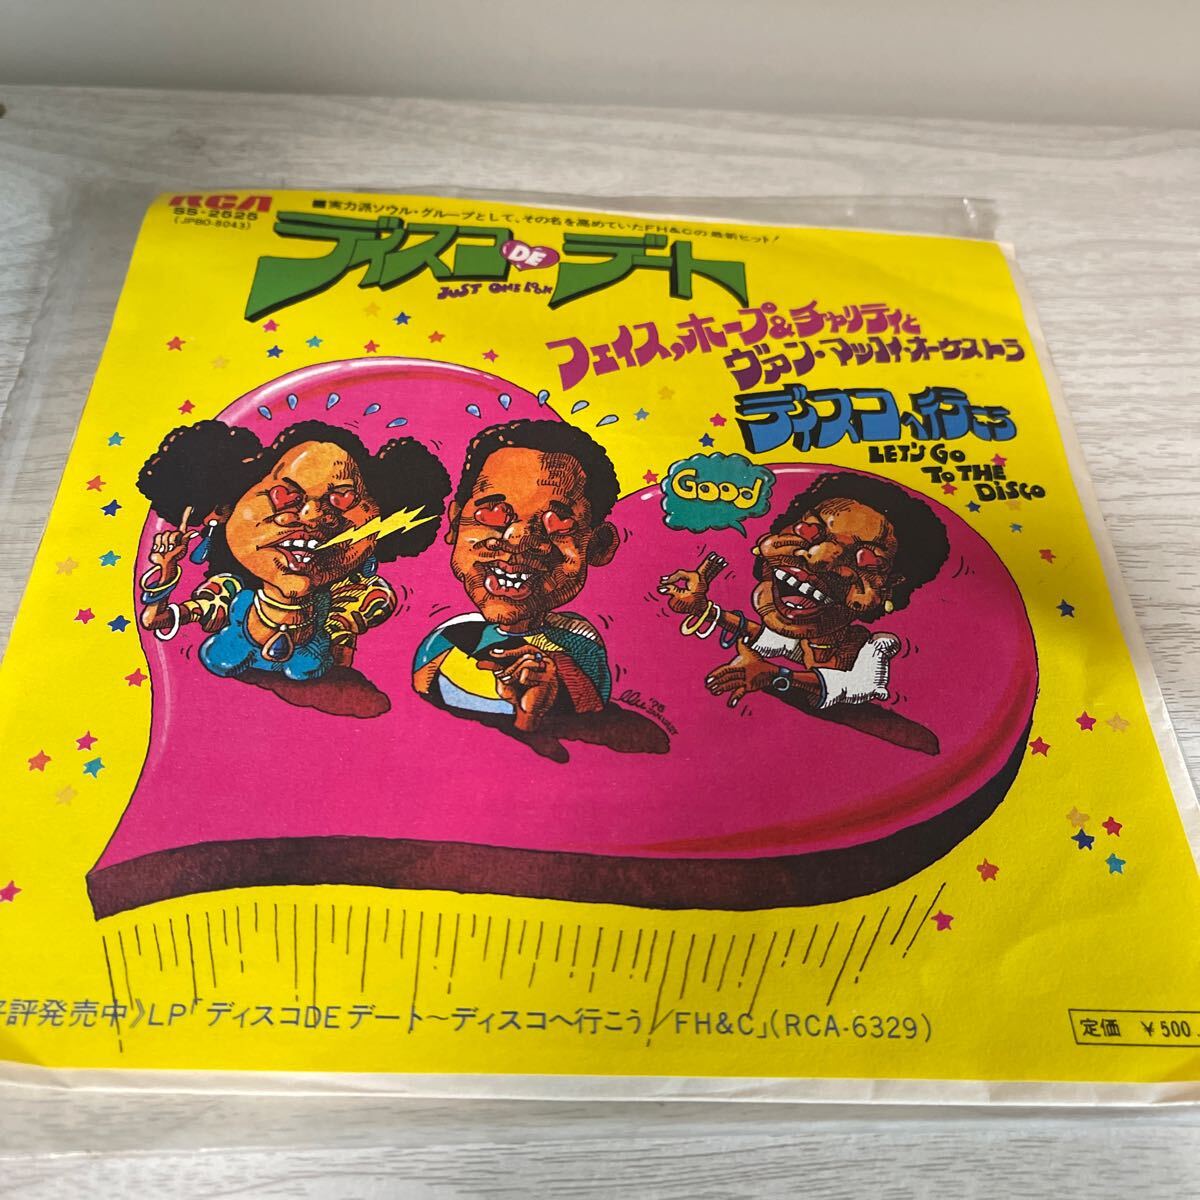 RCA
SS-2525
(JPBO-8043)
■実力派ソウル・グループとして、その名を高めていたFH&Cの最新ヒット!
ディスコDEデート
JUST ONE LOOK
フェイス,ホープ&チャリティと
ヴァン・マッコイ・オーケストラ
ディスコへ行こう
LET'S GO
TO THE
DISCO
Good
評発売中》LP「ディスコDEデート〜ディスコへ行こう/FH&C」(RCA-6329)
定価 ¥500.